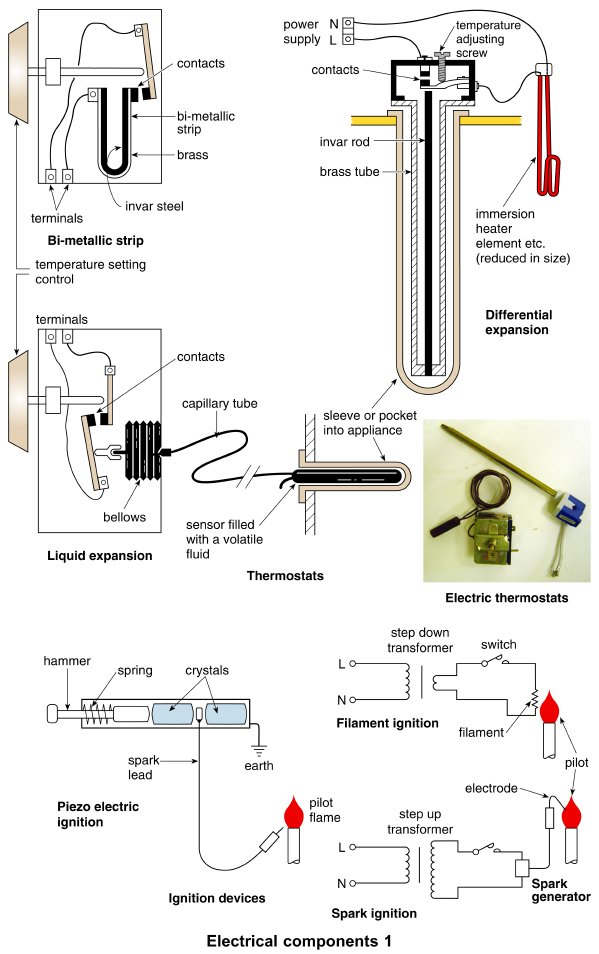 contacts
bi-metallic
strip
brass
invar steel
terminals
Bi-metallic strip
temperature setting
control
power N
supply L
temperature
adjusting
screw
contacts
invar rod
brass tube
immersion
heater
element etc.
(reduced in size)
Differential
expansion
terminals
contacts
capillary tube
bellows
sensor filled
with a volatile
fluid
sleeve or pocket
into appliance
Liquid expansion
Thermostats
Electric thermostats
hammer
spring
crystals
spark
lead
earth
Piezo electric
ignition
pilot
flame
Ignition devices
step down
transformer
switch
L
N
Filament ignition
filament
pilot
electrode
step up
transformer
L
N
Spark
generator
Spark ignition
Electrical components 1